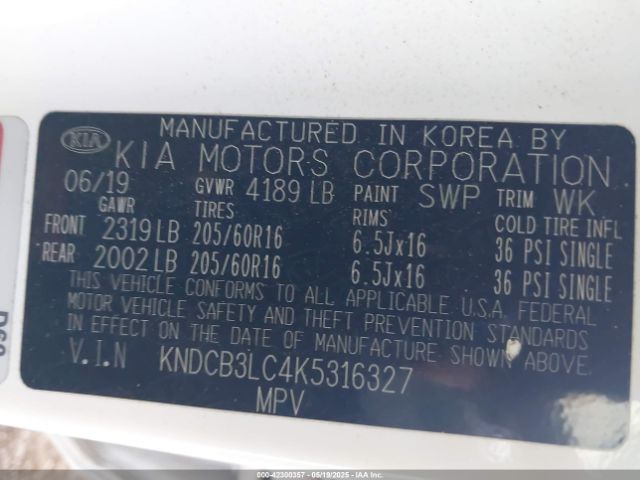 KIA
MANUFACTURED IN KOREA BY
KIA MOTORS CORPORATION
06/19 GVWR 4189 LB PAINT SWP TRIM WK
GAWR TIRES RIMS COLD TIRE INFL
FRONT 2319 LB 205/60R16 6.5Jx16 36 PSI SINGLE
REAR 2002 LB 205/60R16 6.5Jx16 36 PSI SINGLE
THIS VEHICLE CONFORMS TO ALL APPLICABLE U.S.A. FEDERAL
MOTOR VEHICLE SAFETY AND THEFT PREVENTION STANDARDS
IN EFFECT ON THE DATE OF MANUFACTURE SHOWN ABOVE.
V.I.N KNDCB3LC4K5316327
MPV
000-42300357 - 05/19/2025 - IAAI.COM